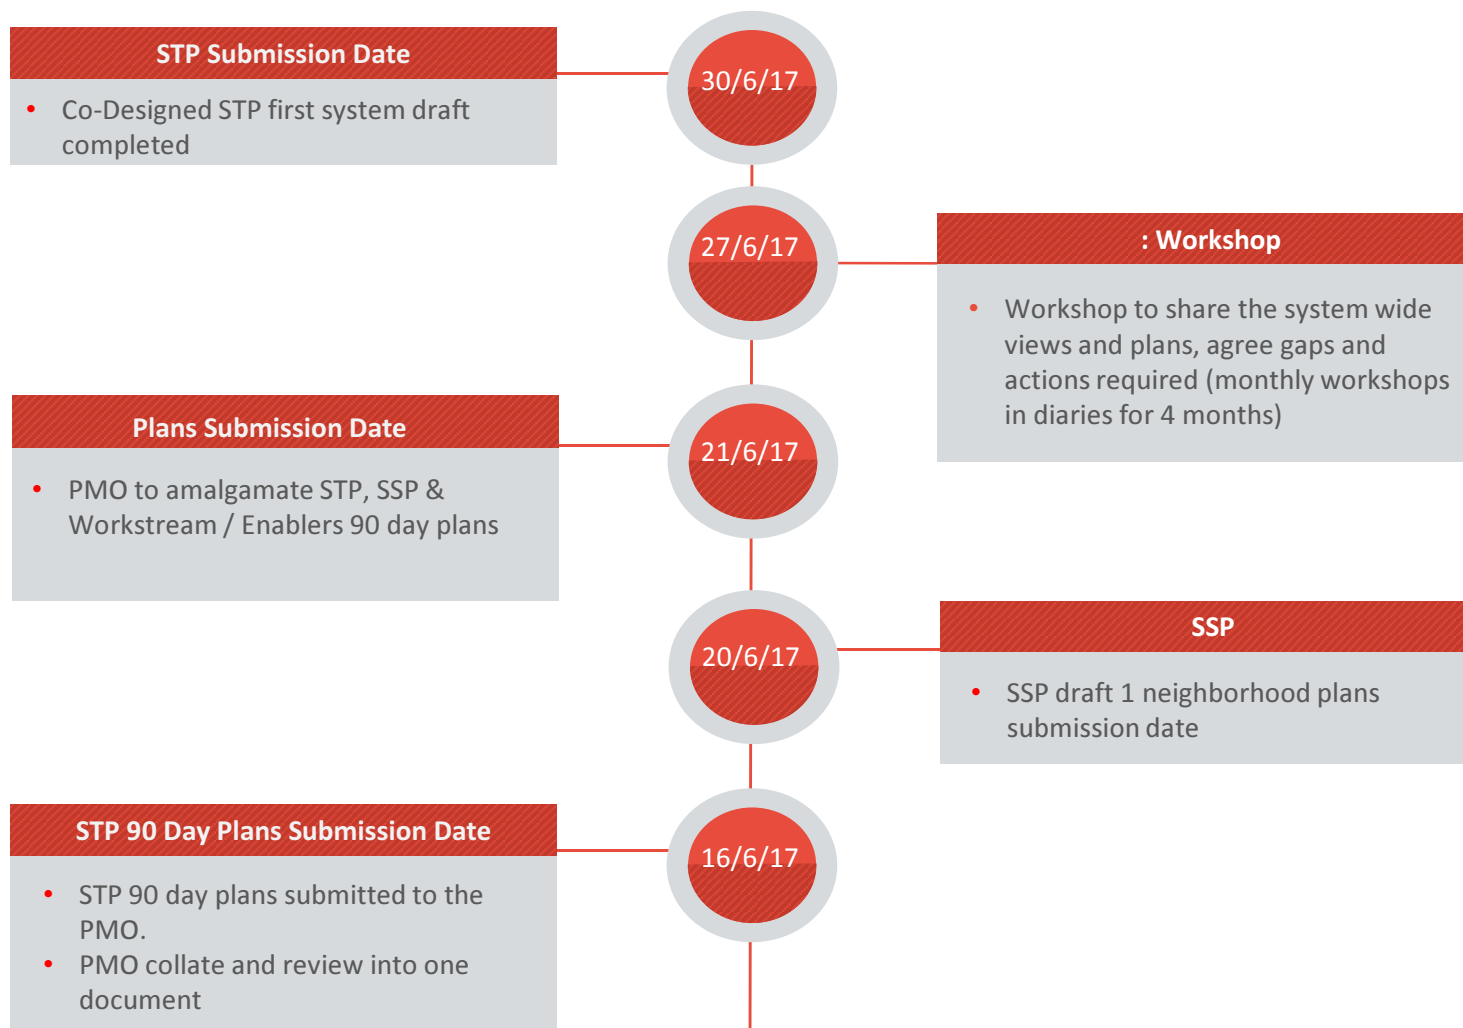 STP Submission Date
• Co-Designed STP first system draft
completed
30/6/17
27/6/17
: Workshop
• Workshop to share the system wide
views and plans, agree gaps and
actions required (monthly workshops
in diaries for 4 months)
Plans Submission Date
• PMO to amalgamate STP, SSP &
Workstream / Enablers 90 day plans
21/6/17
20/6/17
SSP
• SSP draft 1 neighborhood plans
submission date
STP 90 Day Plans Submission Date
• STP 90 day plans submitted to the
PMO.
• PMO collate and review into one
document
16/6/17